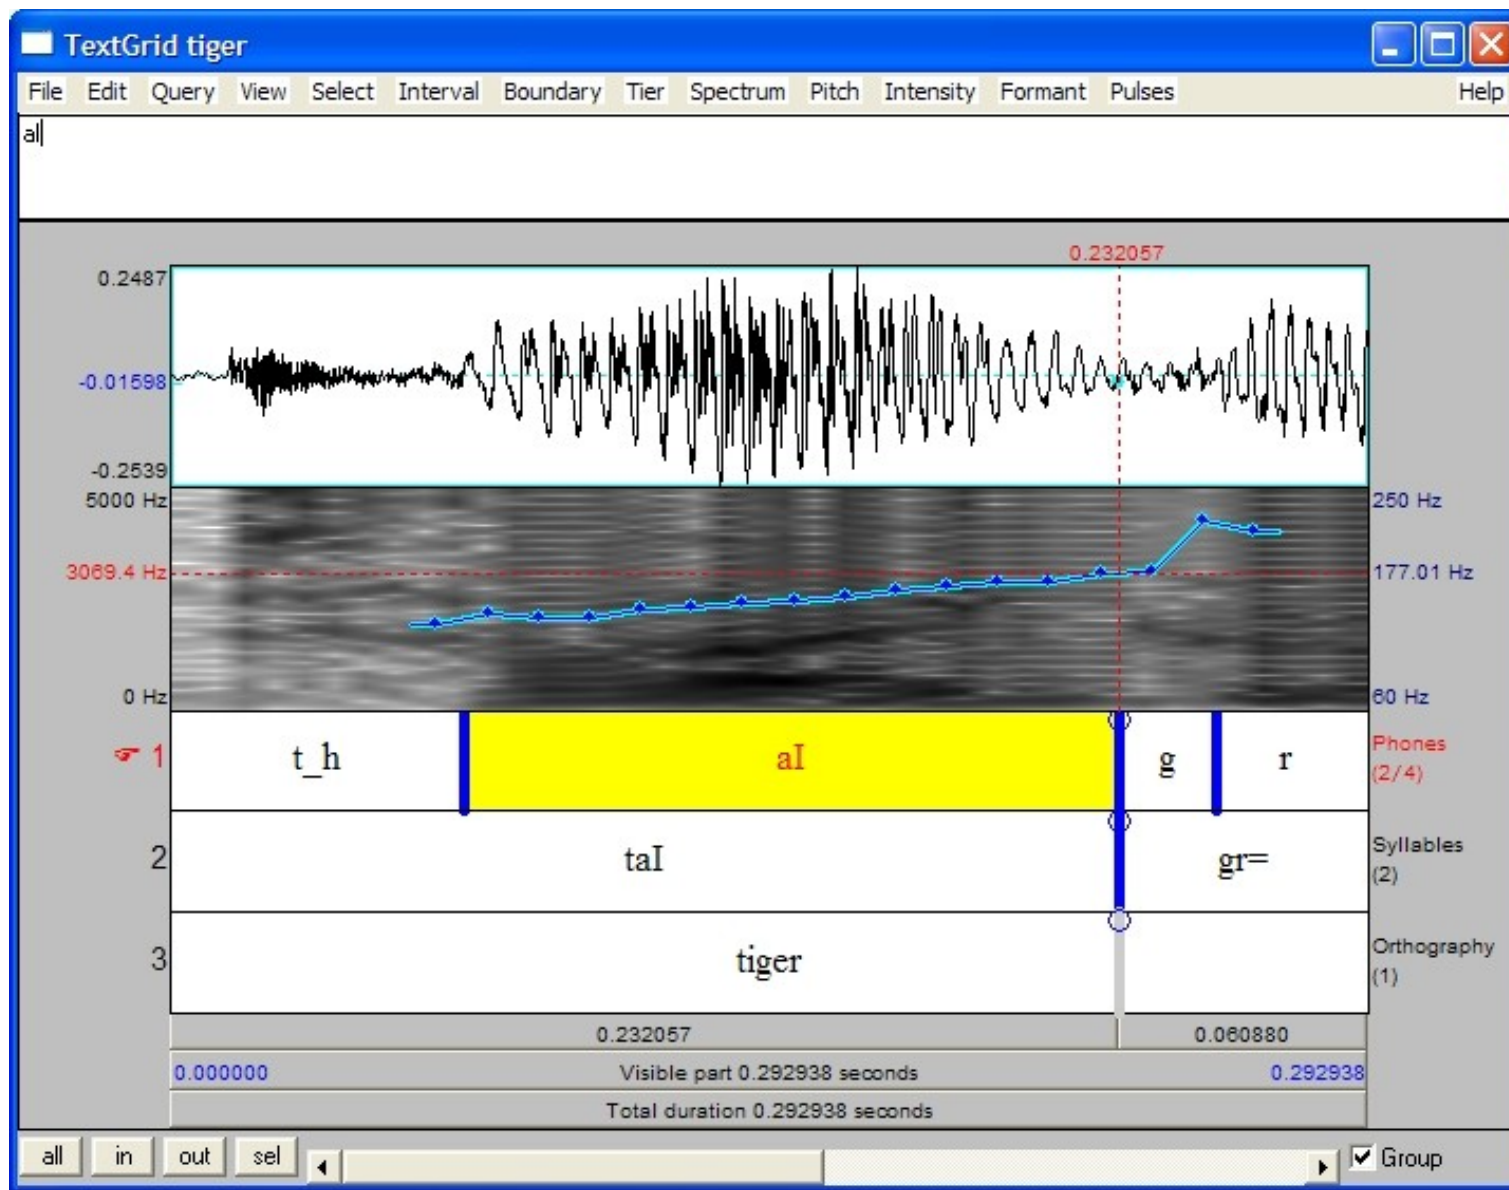 TextGrid tiger
File Edit Query View Select Interval Boundary Tier Spectrum Pitch Intensity Formant Pulses Help
aI
0.232057
0.2487
-0.01598
-0.2539
5000 Hz 250 Hz
3069.4 Hz 177.01 Hz
0 Hz 60 Hz
1 t_h aI g r Phones
(2/4)
2 taI gr= Syllables
(2)
3 tiger Orthography
(1)
0.232057 0.060880
0.000000 Visible part 0.292938 seconds 0.292938
Total duration 0.292938 seconds
all in out sel Group